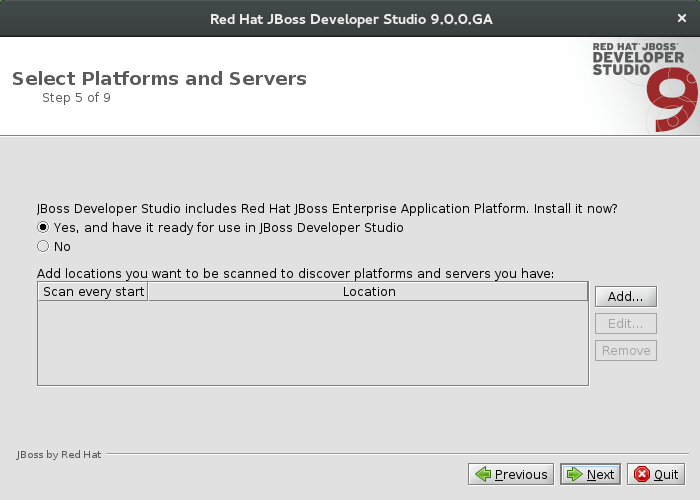 Red Hat JBoss Developer Studio 9.0.0.GA
RED HAT® JBOSS®
DEVELOPER
STUDIO
9
Select Platforms and Servers
Step 5 of 9
JBoss Developer Studio includes Red Hat JBoss Enterprise Application Platform. Install it now?
Yes, and have it ready for use in JBoss Developer Studio
No
Add locations you want to be scanned to discover platforms and servers you have:
Scan every start Location
Add...
Edit...
Remove
JBoss by Red Hat
Previous Next Quit